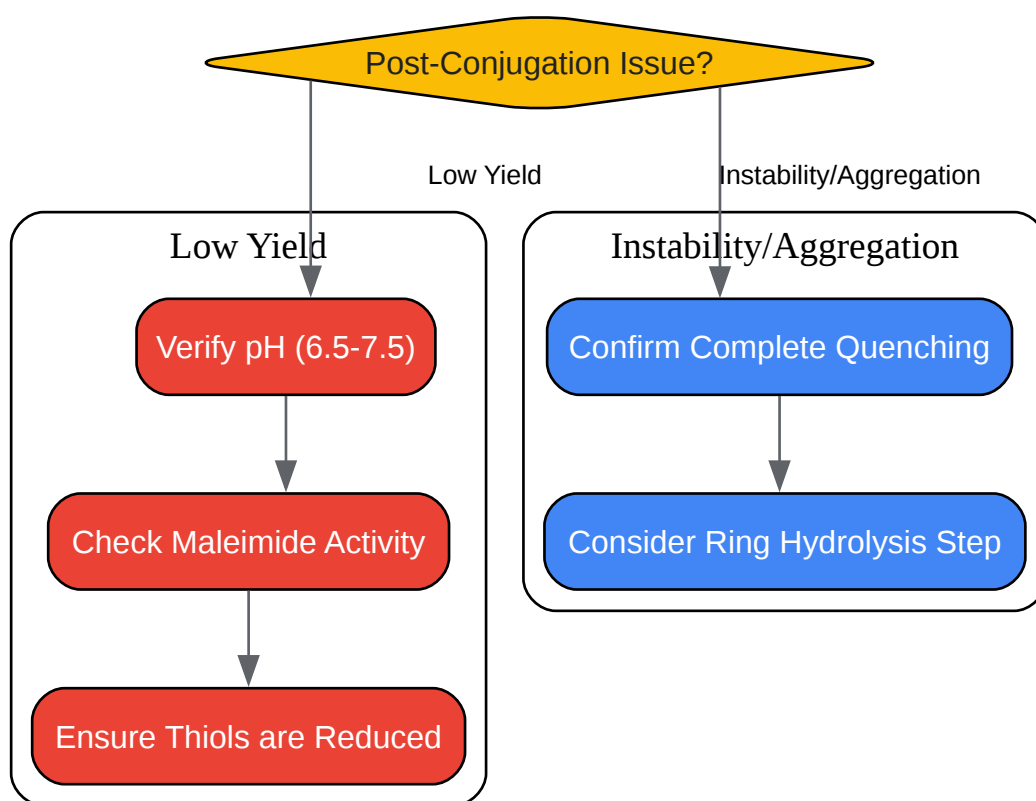 Post-Conjugation Issue?
Low Yield
Instability/Aggregation
Low Yield
Instability/Aggregation
Verify pH (6.5-7.5)
Confirm Complete Quenching
Check Maleimide Activity
Consider Ring Hydrolysis Step
Ensure Thiols are Reduced